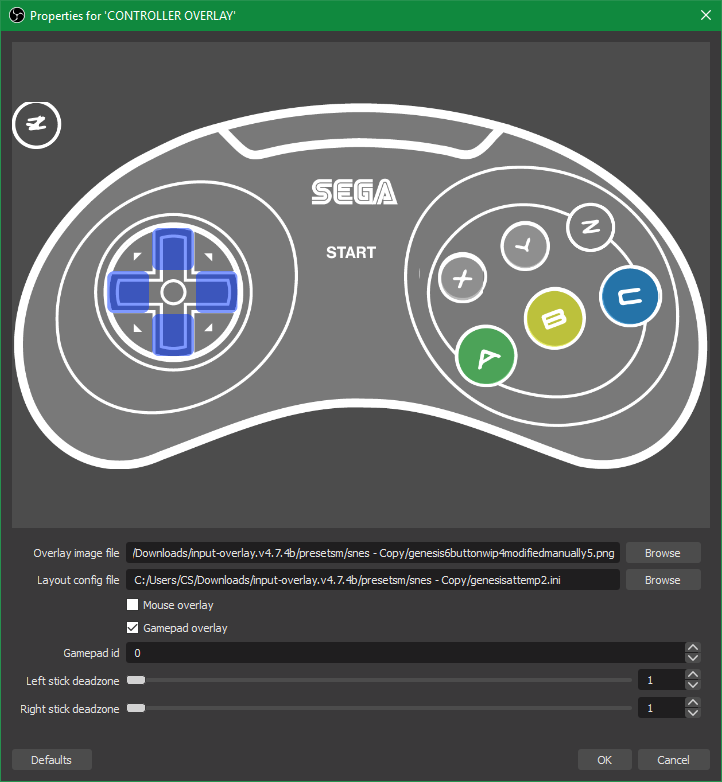 Properties for 'CONTROLLER OVERLAY'
Z
SEGA
START
X
Y
Z
A
B
C
Overlay image file
/Downloads/input-overlay.v4.7.4b/presetsm/snes - Copy/genesis6buttonwip4modifiedmanually5.png
Browse
Layout config file
C:/Users/CS/Downloads/input-overlay.v4.7.4b/presetsm/snes - Copy/genesisattemp2.ini
Browse
Mouse overlay
Gamepad overlay
Gamepad id
0
Left stick deadzone
1
Right stick deadzone
1
Defaults
OK
Cancel